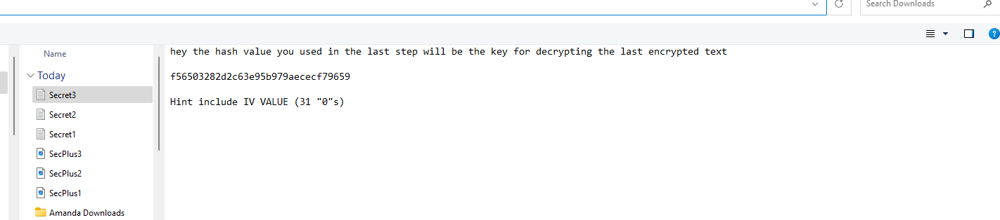 Search Downloads
Name
Today
Secret3
Secret2
Secret1
SecPlus3
SecPlus2
SecPlus1
Amanda Downloads
hey the hash value you used in the last step will be the key for decrypting the last encrypted text
f56503282d2c63e95b979aececf79659
Hint include IV VALUE (31 "0"s)